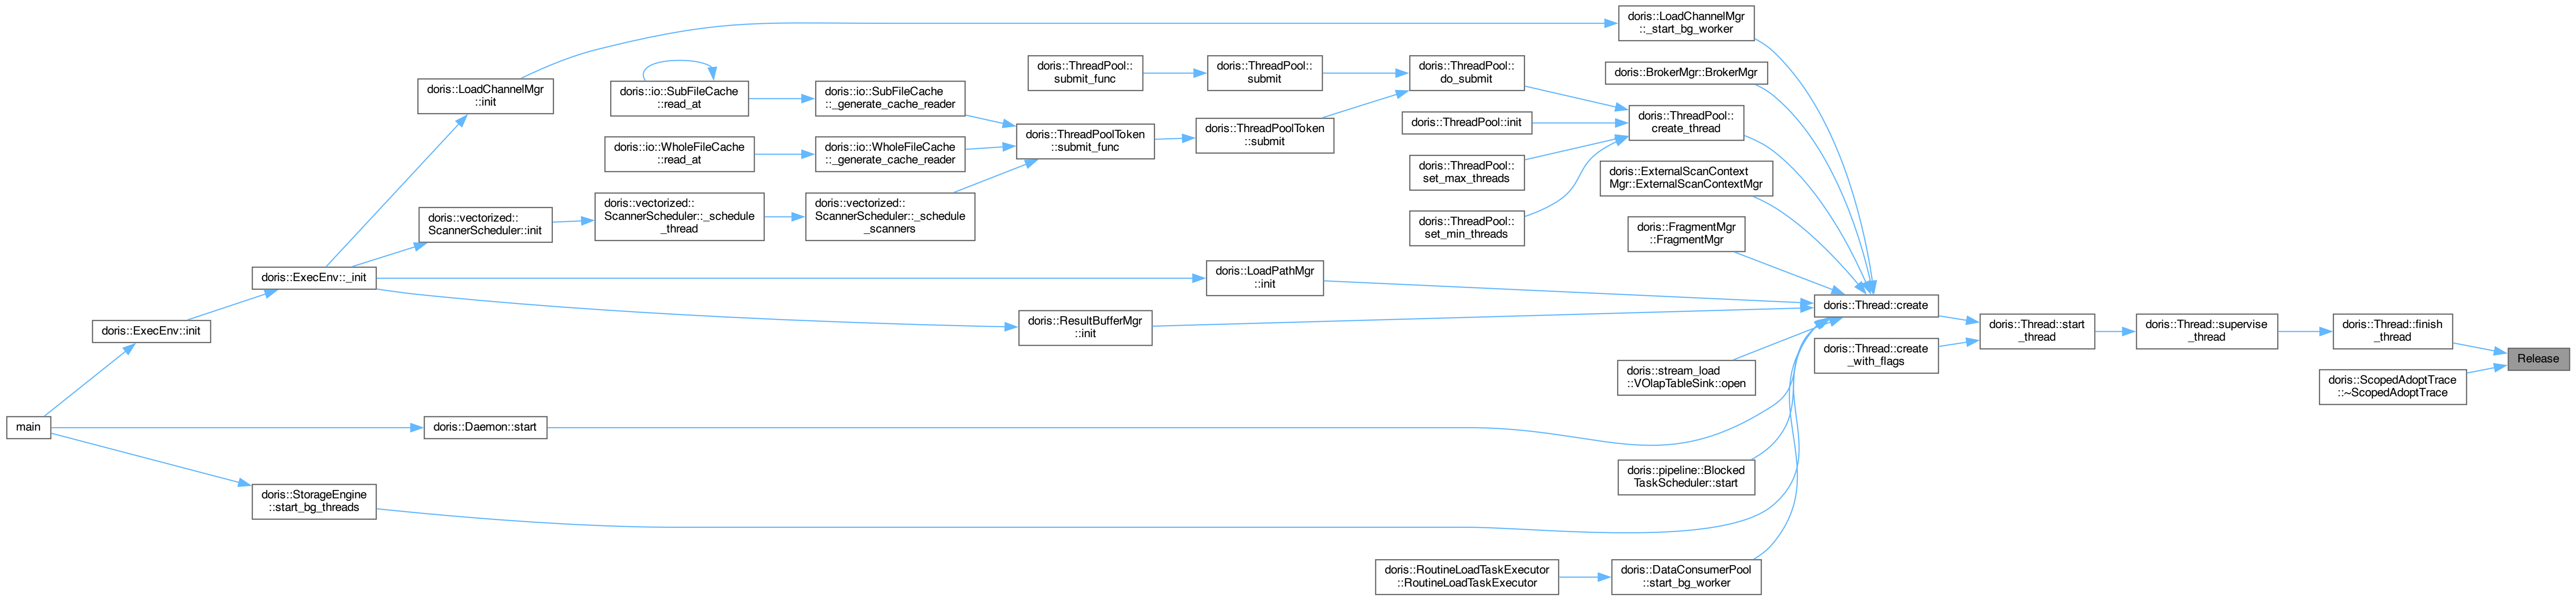 doris::LoadChannelMgr
::_start_bg_worker
doris::ThreadPool::
submit_func
doris::ThreadPool::
submit
doris::ThreadPool::
do_submit
doris::BrokerMgr::BrokerMgr
doris::LoadChannelMgr
::init
doris::io::SubFileCache
::read_at
doris::io::SubFileCache
::_generate_cache_reader
doris::ThreadPool::init
doris::ThreadPool::
create_thread
doris::ThreadPoolToken
::submit_func
doris::ThreadPoolToken
::submit
doris::io::WholeFileCache
::read_at
doris::io::WholeFileCache
::_generate_cache_reader
doris::ThreadPool::
set_max_threads
doris::ExternalScanContext
Mgr::ExternalScanContextMgr
doris::vectorized::
ScannerScheduler::init
doris::vectorized::
ScannerScheduler::_schedule
_thread
doris::vectorized::
ScannerScheduler::_schedule
_scanners
doris::ThreadPool::
set_min_threads
doris::FragmentMgr
::FragmentMgr
doris::ExecEnv::_init
doris::LoadPathMgr
::init
doris::Thread::create
doris::ExecEnv::init
doris::ResultBufferMgr
::init
doris::Thread::start
_thread
doris::Thread::supervise
_thread
doris::Thread::finish
_thread
doris::Thread::create
_with_flags
Release
doris::stream_load
::VOlapTableSink::open
doris::ScopedAdoptTrace
::~ScopedAdoptTrace
main
doris::Daemon::start
doris::pipeline::Blocked
TaskScheduler::start
doris::StorageEngine
::start_bg_threads
doris::RoutineLoadTaskExecutor
::RoutineLoadTaskExecutor
doris::DataConsumerPool
::start_bg_worker